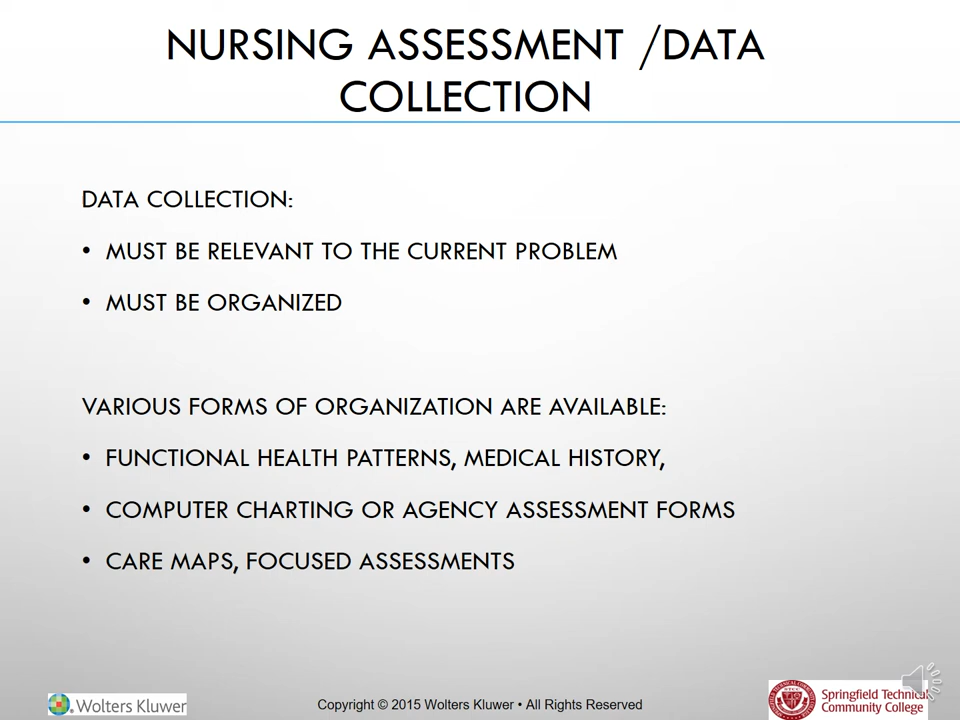 NURSING ASSESSMENT /DATA
COLLECTION
DATA COLLECTION:
• MUST BE RELEVANT TO THE CURRENT PROBLEM
• MUST BE ORGANIZED
VARIOUS FORMS OF ORGANIZATION ARE AVAILABLE:
• FUNCTIONAL HEALTH PATTERNS, MEDICAL HISTORY,
• COMPUTER CHARTING OR AGENCY ASSESSMENT FORMS
• CARE MAPS, FOCUSED ASSESSMENTS
Wolters Kluwer
Copyright © 2015 Wolters Kluwer • All Rights Reserved
Springfield Technical
Community College